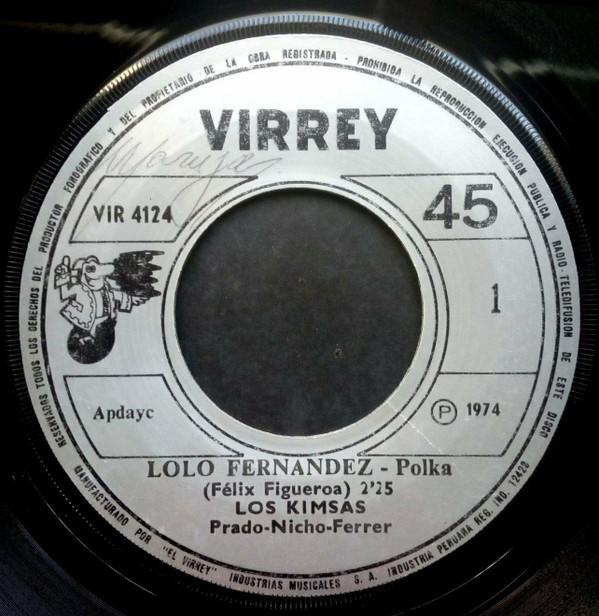 RESERVADOS TODOS LOS DERECHOS DEL PRODUCTOR FONOGRAFICO Y DEL PROPIETARIO DE LA OBRA REGISTRADA - PROHIBIDA LA REPRODUCCION EJECUCION PUBLICA Y RADIO-TELEDIFUSION DE ESTE DISCO
VIRREY
VIR 4124
45
1
Apdayc
Ⓟ 1974
LOLO FERNANDEZ - Polka
(Félix Figueroa) 2'25
LOS KIMSAS
Prado-Nicho-Ferrer
MANUFACTURADO POR "EL VIRREY" INDUSTRIAS MUSICALES S. A. INDUSTRIA PERUANA REG. IND. 12420